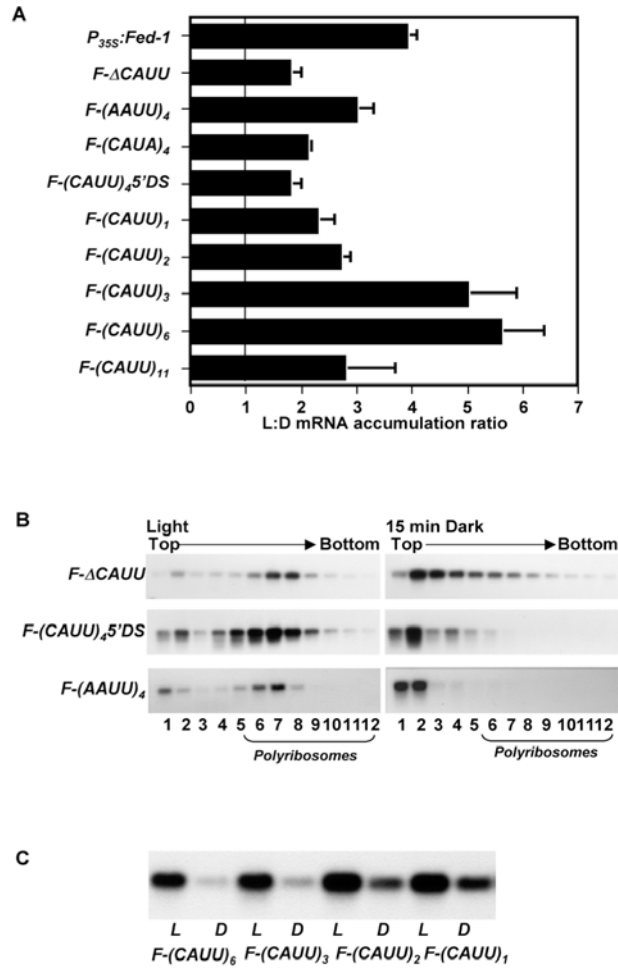 A
P35S:Fed-1
F-ΔCAUU
F-(AAUU)4
F-(CAUA)4
F-(CAUU)45'DS
F-(CAUU)1
F-(CAUU)2
F-(CAUU)3
F-(CAUU)6
F-(CAUU)11
0 1 2 3 4 5 6 7
L:D mRNA accumulation ratio
B
Light 15 min Dark
Top Bottom Top Bottom
F-ΔCAUU
F-(CAUU)45'DS
F-(AAUU)4
1 2 3 4 5 6 7 8 9 10 11 12 1 2 3 4 5 6 7 8 9 10 11 12
Polyribosomes Polyribosomes
C
L D L D L D L D
F-(CAUU)6 F-(CAUU)3 F-(CAUU)2 F-(CAUU)1